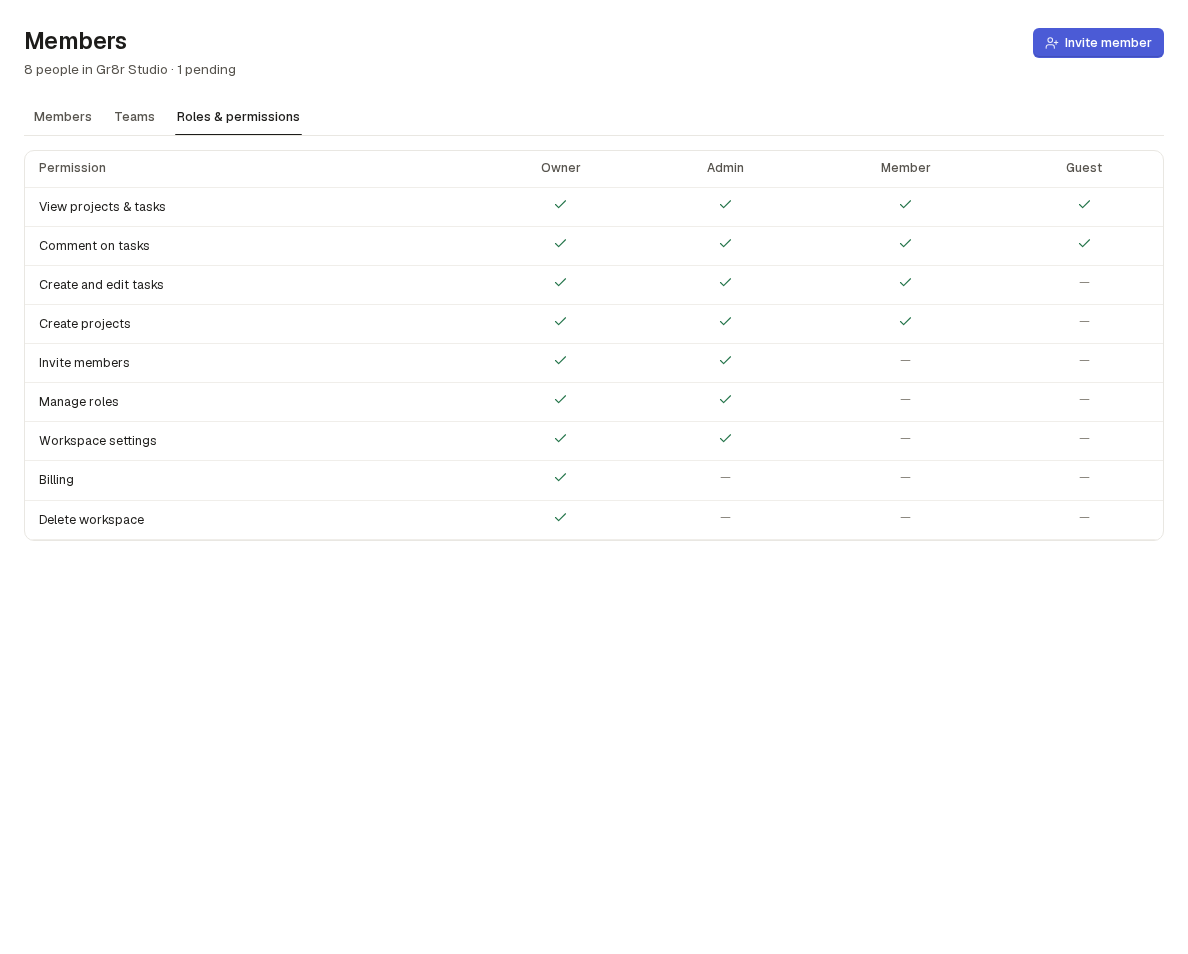 Members
Invite member
8 people in Gr8r Studio · 1 pending
Members Teams Roles & permissions
Permission Owner Admin Member Guest
View projects & tasks ✓ ✓ ✓ ✓
Comment on tasks ✓ ✓ ✓ ✓
Create and edit tasks ✓ ✓ ✓ —
Create projects ✓ ✓ ✓ —
Invite members ✓ ✓ — —
Manage roles ✓ ✓ — —
Workspace settings ✓ ✓ — —
Billing ✓ — — —
Delete workspace ✓ — — —